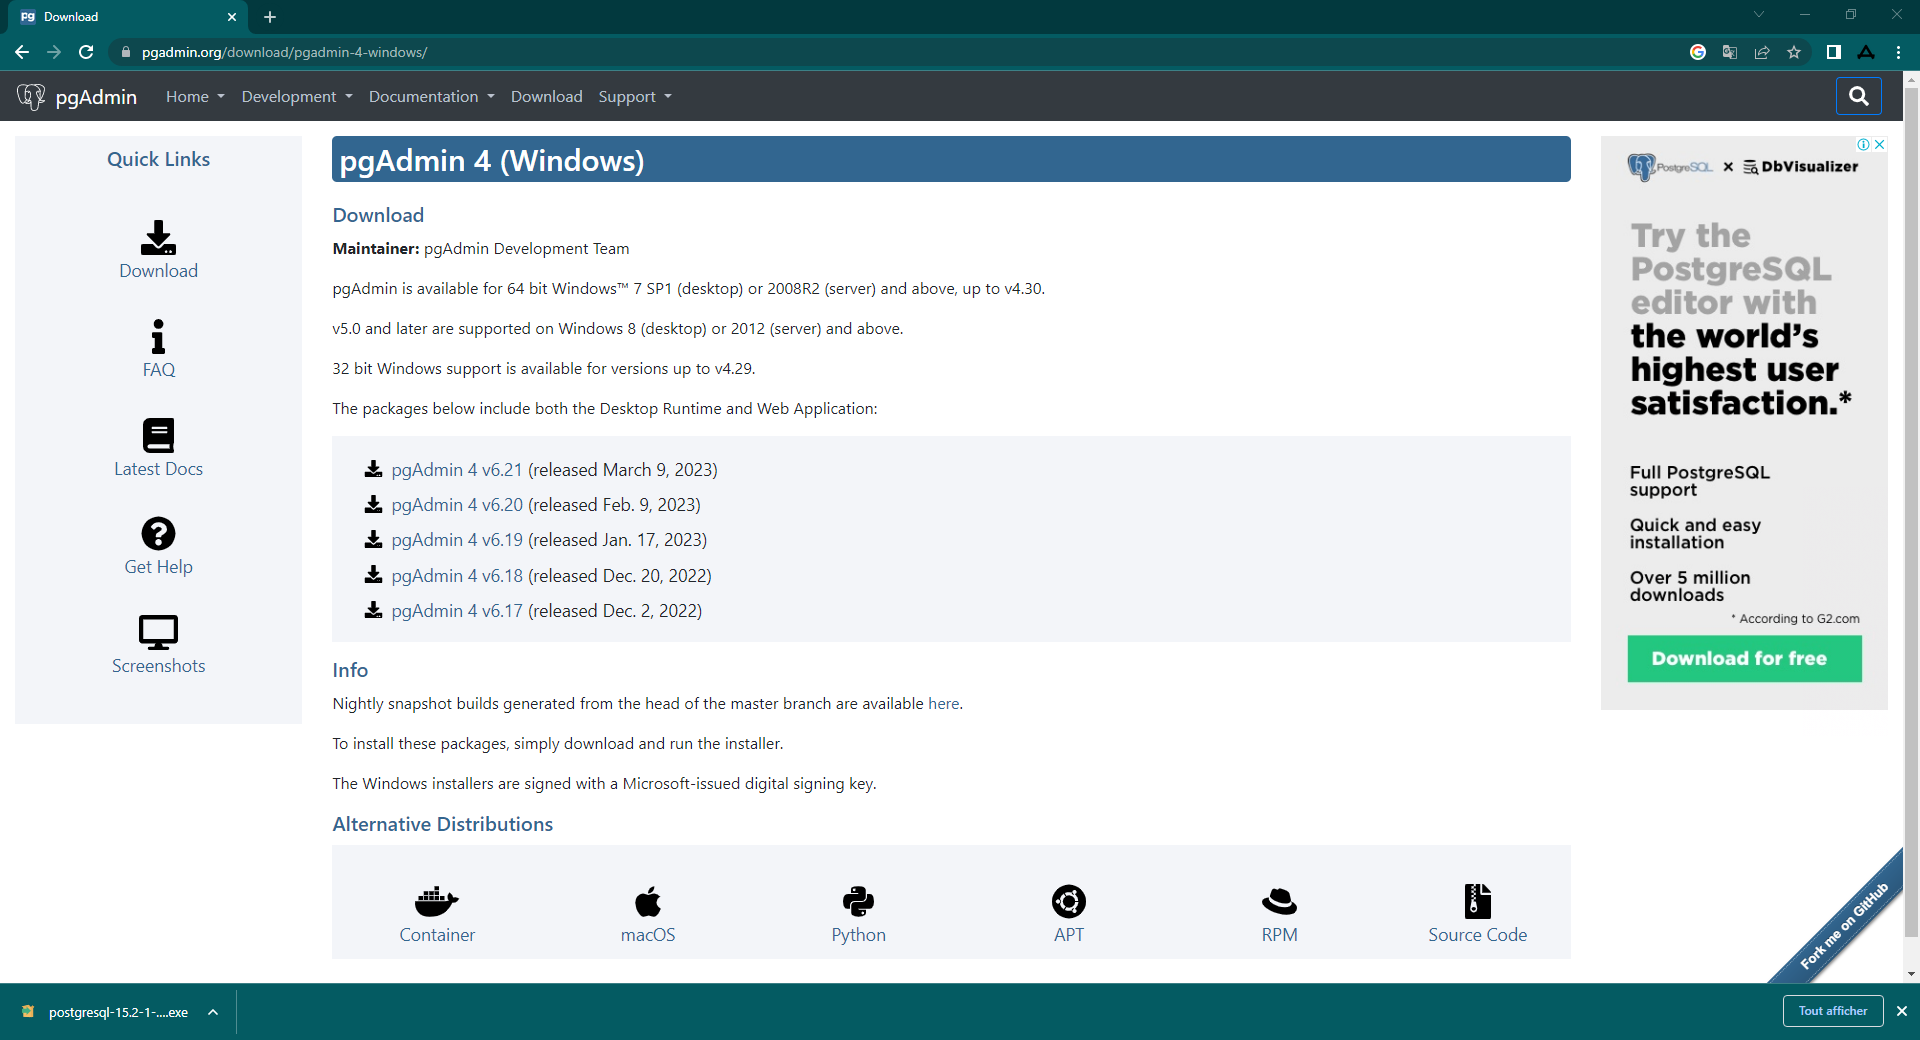 Download
pgadmin.org/download/pgadmin-4-windows/
pgAdmin Home Development Documentation Download Support
Quick Links
Download
FAQ
Latest Docs
Get Help
Screenshots
pgAdmin 4 (Windows)
Download
Maintainer: pgAdmin Development Team
pgAdmin is available for 64 bit Windows™ 7 SP1 (desktop) or 2008R2 (server) and above, up to v4.30.
v5.0 and later are supported on Windows 8 (desktop) or 2012 (server) and above.
32 bit Windows support is available for versions up to v4.29.
The packages below include both the Desktop Runtime and Web Application:
pgAdmin 4 v6.21 (released March 9, 2023)
pgAdmin 4 v6.20 (released Feb. 9, 2023)
pgAdmin 4 v6.19 (released Jan. 17, 2023)
pgAdmin 4 v6.18 (released Dec. 20, 2022)
pgAdmin 4 v6.17 (released Dec. 2, 2022)
Info
Nightly snapshot builds generated from the head of the master branch are available here.
To install these packages, simply download and run the installer.
The Windows installers are signed with a Microsoft-issued digital signing key.
Alternative Distributions
Container macOS Python APT RPM Source Code
PostgreSQL x DbVisualizer
Try the
PostgreSQL
editor with
the world's
highest user
satisfaction.*
Full PostgreSQL
support
Quick and easy
installation
Over 5 million
downloads
* According to G2.com
Download for free
Fork me on GitHub
postgresql-15.2-1-....exe
Tout afficher